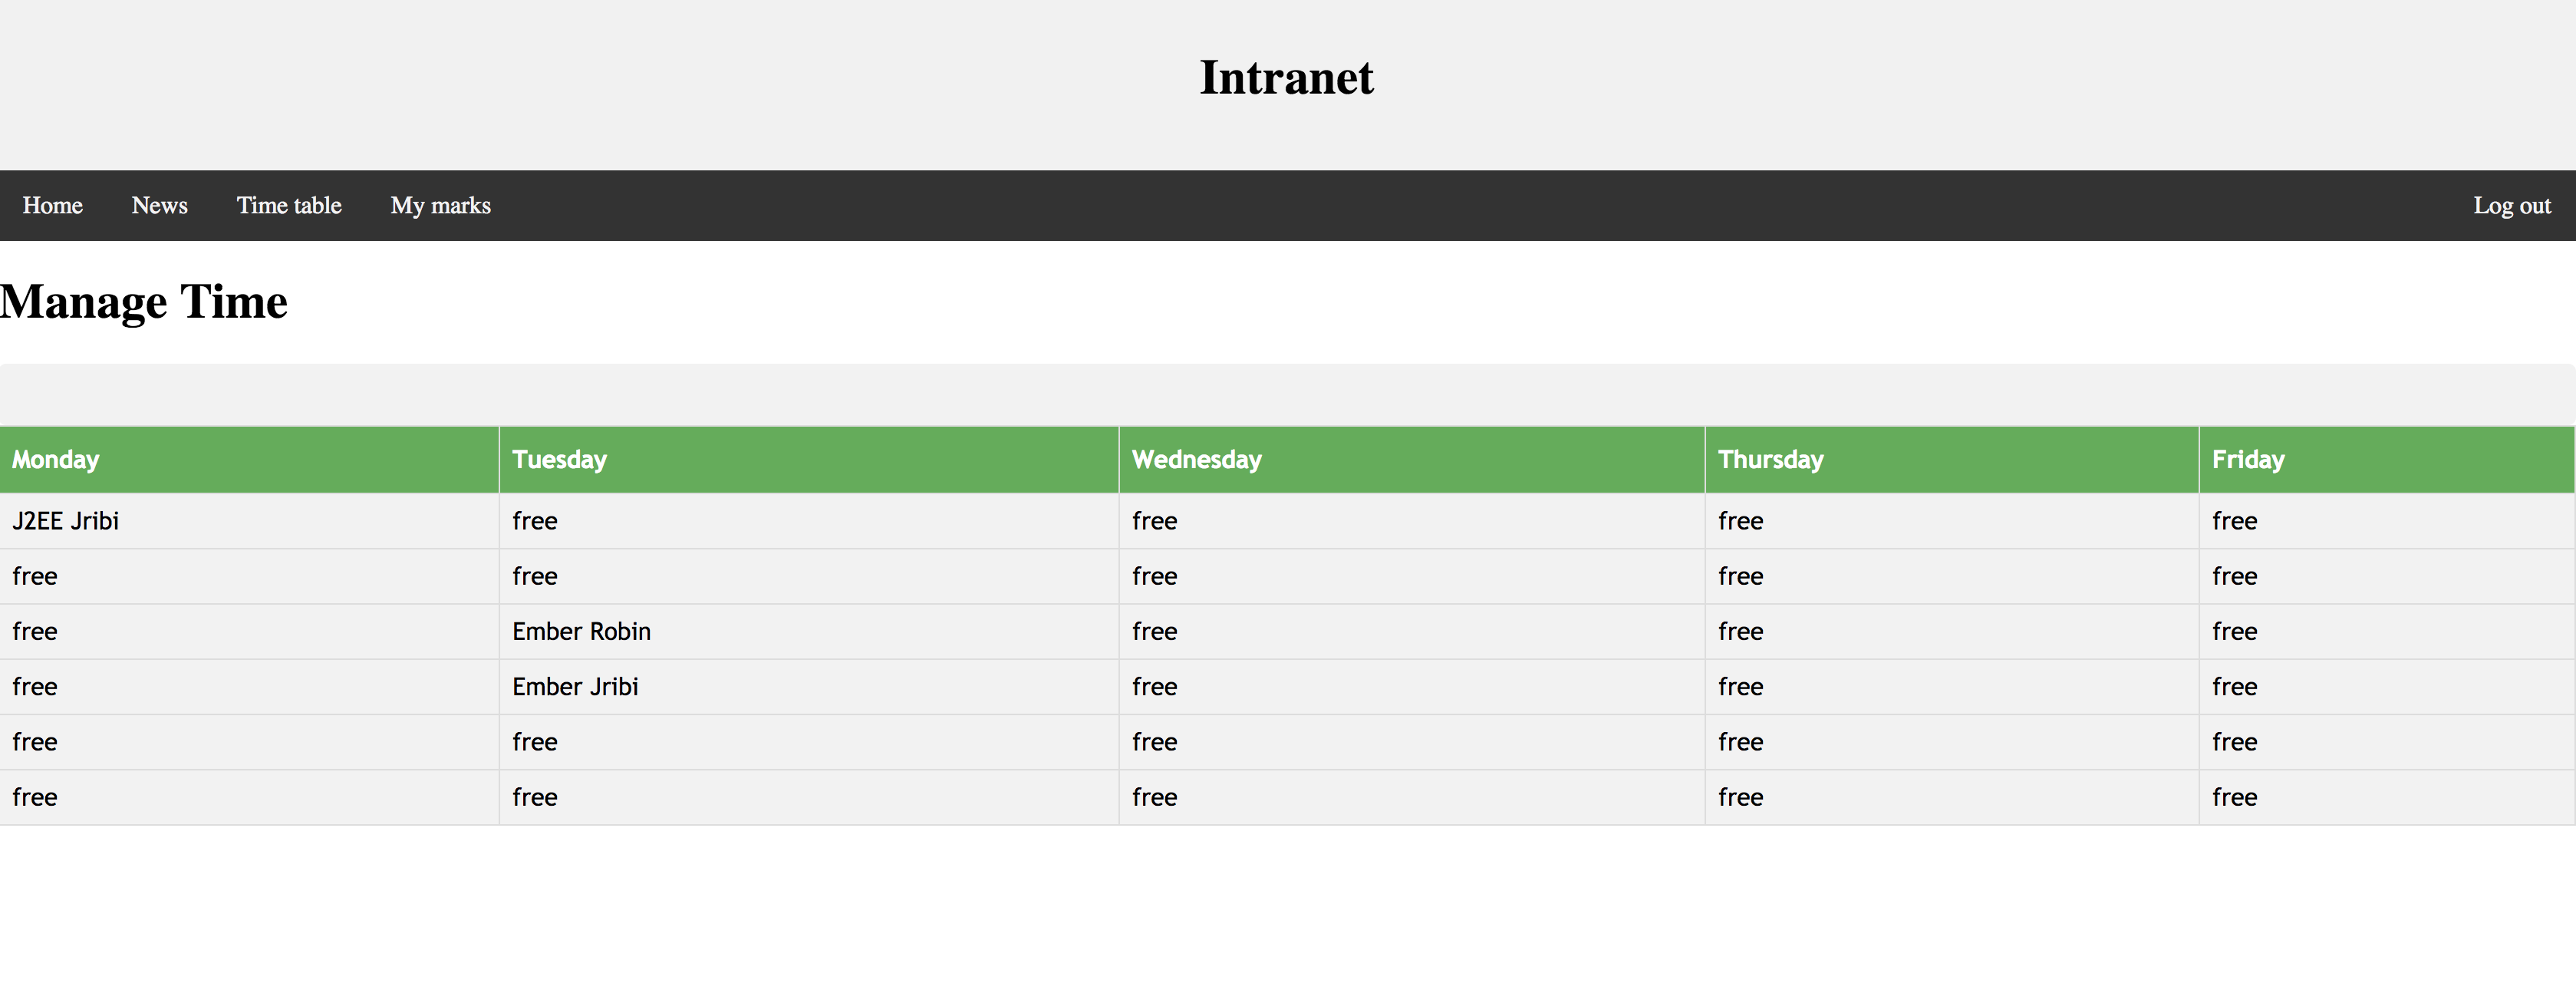 Intranet
Home News Time table My marks Log out
Manage Time
Monday Tuesday Wednesday Thursday Friday
J2EE Jribi free free free free
free free free free free
free Ember Robin free free free
free Ember Jribi free free free
free free free free free
free free free free free